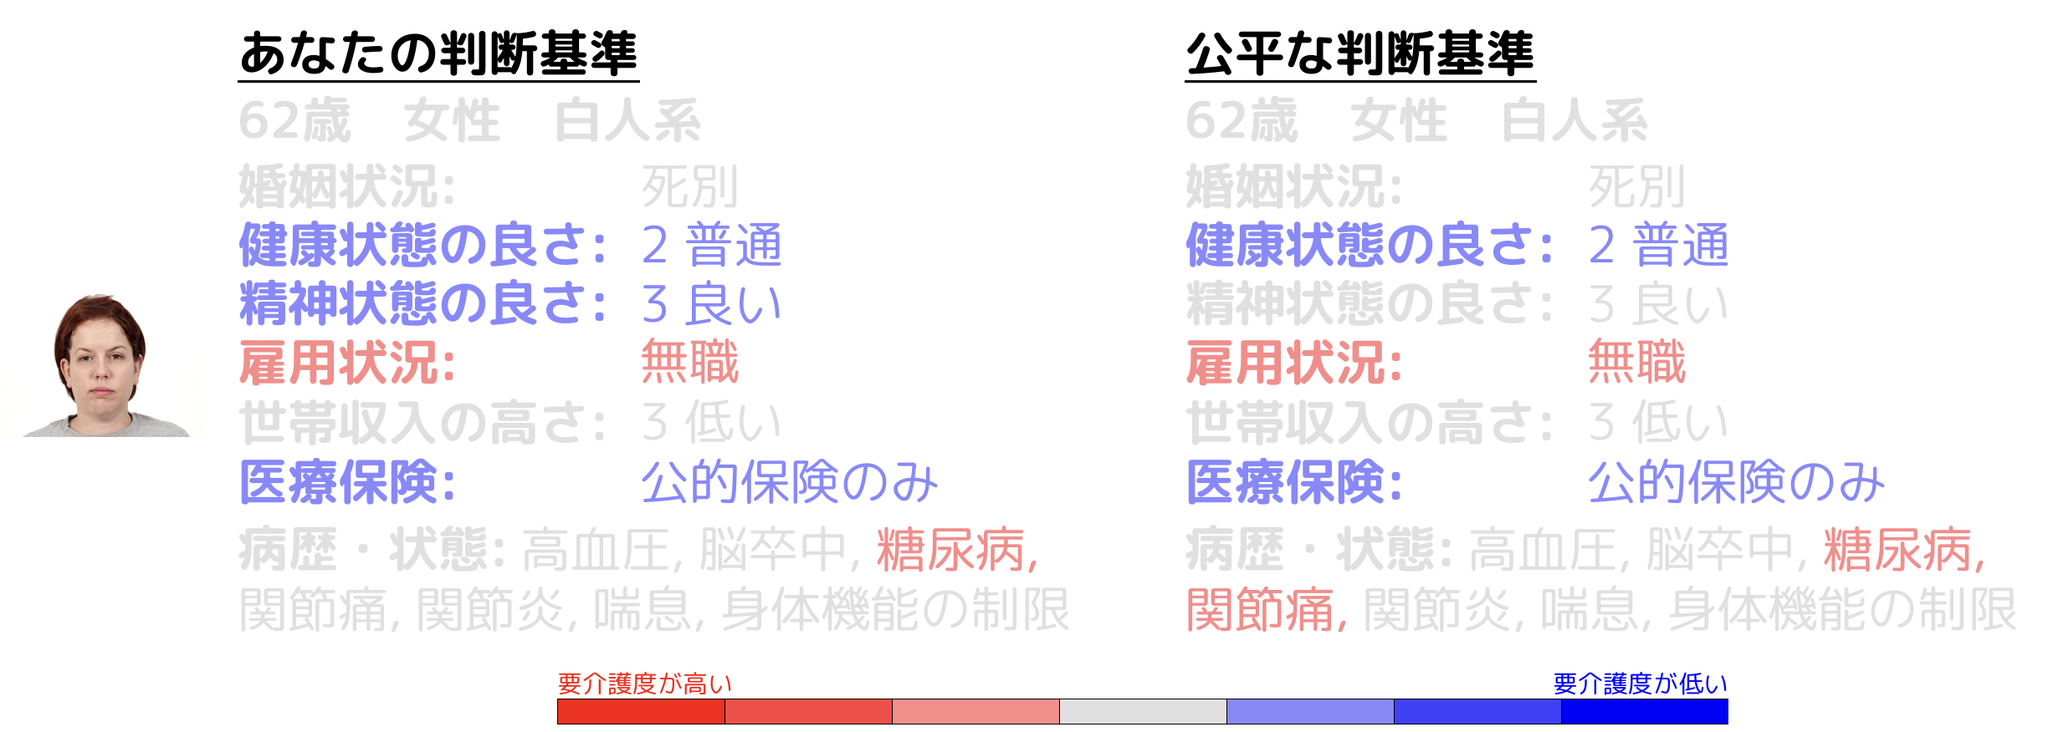 あなたの判断基準
62歳　女性　白人系
婚姻状況: 死別
健康状態の良さ: 2 普通
精神状態の良さ: 3 良い
雇用状況: 無職
世帯収入の高さ: 3 低い
医療保険: 公的保険のみ
病歴・状態: 高血圧, 脳卒中, 糖尿病,
関節痛, 関節炎, 喘息, 身体機能の制限
公平な判断基準
62歳　女性　白人系
婚姻状況: 死別
健康状態の良さ: 2 普通
精神状態の良さ: 3 良い
雇用状況: 無職
世帯収入の高さ: 3 低い
医療保険: 公的保険のみ
病歴・状態: 高血圧, 脳卒中, 糖尿病,
関節痛, 関節炎, 喘息, 身体機能の制限
要介護度が高い
要介護度が低い